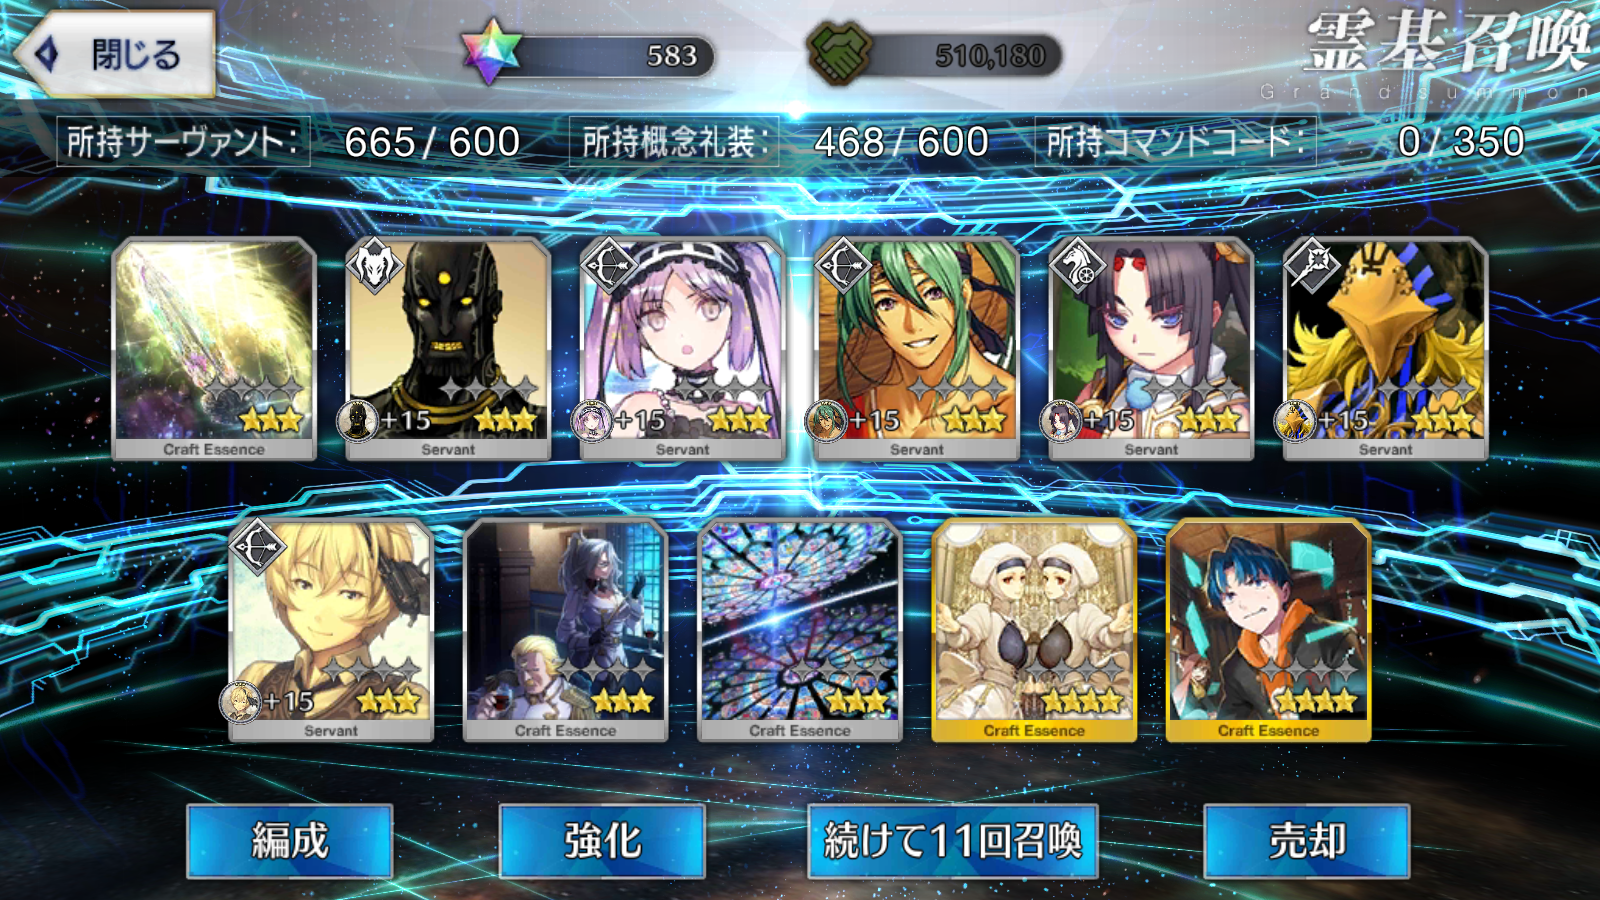 閉じる
583
510,180
霊基召喚
Grand summon
所持サーヴァント:
665 / 600
所持概念礼装:
468 / 600
所持コマンドコード:
0 / 350
Craft Essence
+15
Servant
+15
Servant
+15
Servant
+15
Servant
+15
Servant
+15
Servant
Craft Essence
Craft Essence
Craft Essence
Craft Essence
編成
強化
続けて11回召喚
売却